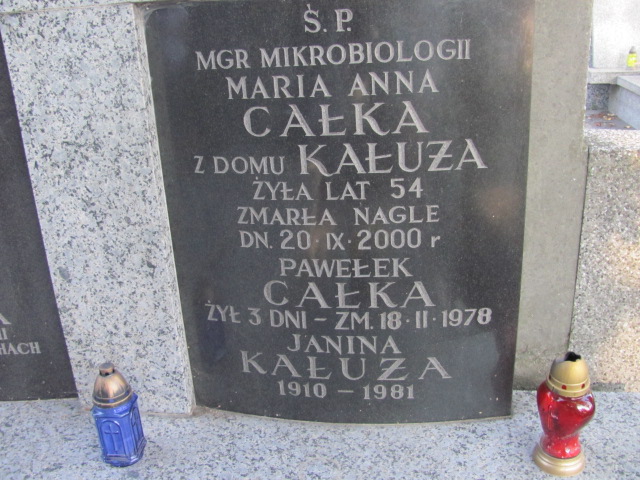 Ś. P.
MGR MIKROBIOLOGII
MARIA ANNA
CAŁKA
Z DOMU KAŁUŻA
ŻYŁA LAT 54
ZMARŁA NAGLE
DN. 20 · IX · 2000 r
PAWEŁEK
CAŁKA
ŻYŁ 3 DNI – ZM. 18 · II · 1978
JANINA
KAŁUŻA
1910 – 1981